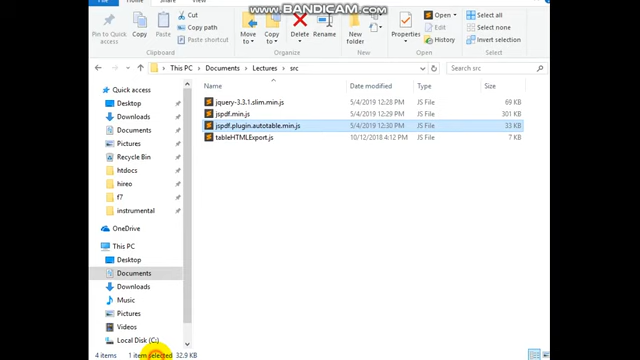 www.BANDICAM.com
File Home Share View
Pin to Quick access
Copy
Paste
Cut
Copy path
Paste shortcut
Clipboard
Move to
Copy to
Delete
Rename
Organize
New folder
New
Properties
Open
Edit
History
Open
Select all
Select none
Invert selection
Select
This PC > Documents > Lectures > src
Search src
Name Date modified Type Size
Quick access
Desktop
Downloads
Documents
Pictures
Recycle Bin
htdocs
hireo
f7
instrumental
OneDrive
This PC
Desktop
Documents
Downloads
Music
Pictures
Videos
Local Disk (C:)
jquery-3.3.1.slim.min.js 5/4/2019 12:28 PM JS File 69 KB
jspdf.min.js 5/4/2019 12:29 PM JS File 301 KB
jspdf.plugin.autotable.min.js 5/4/2019 12:30 PM JS File 33 KB
tableHTMLExport.js 10/12/2018 4:12 PM JS File 7 KB
4 items 1 item selected 32.9 KB